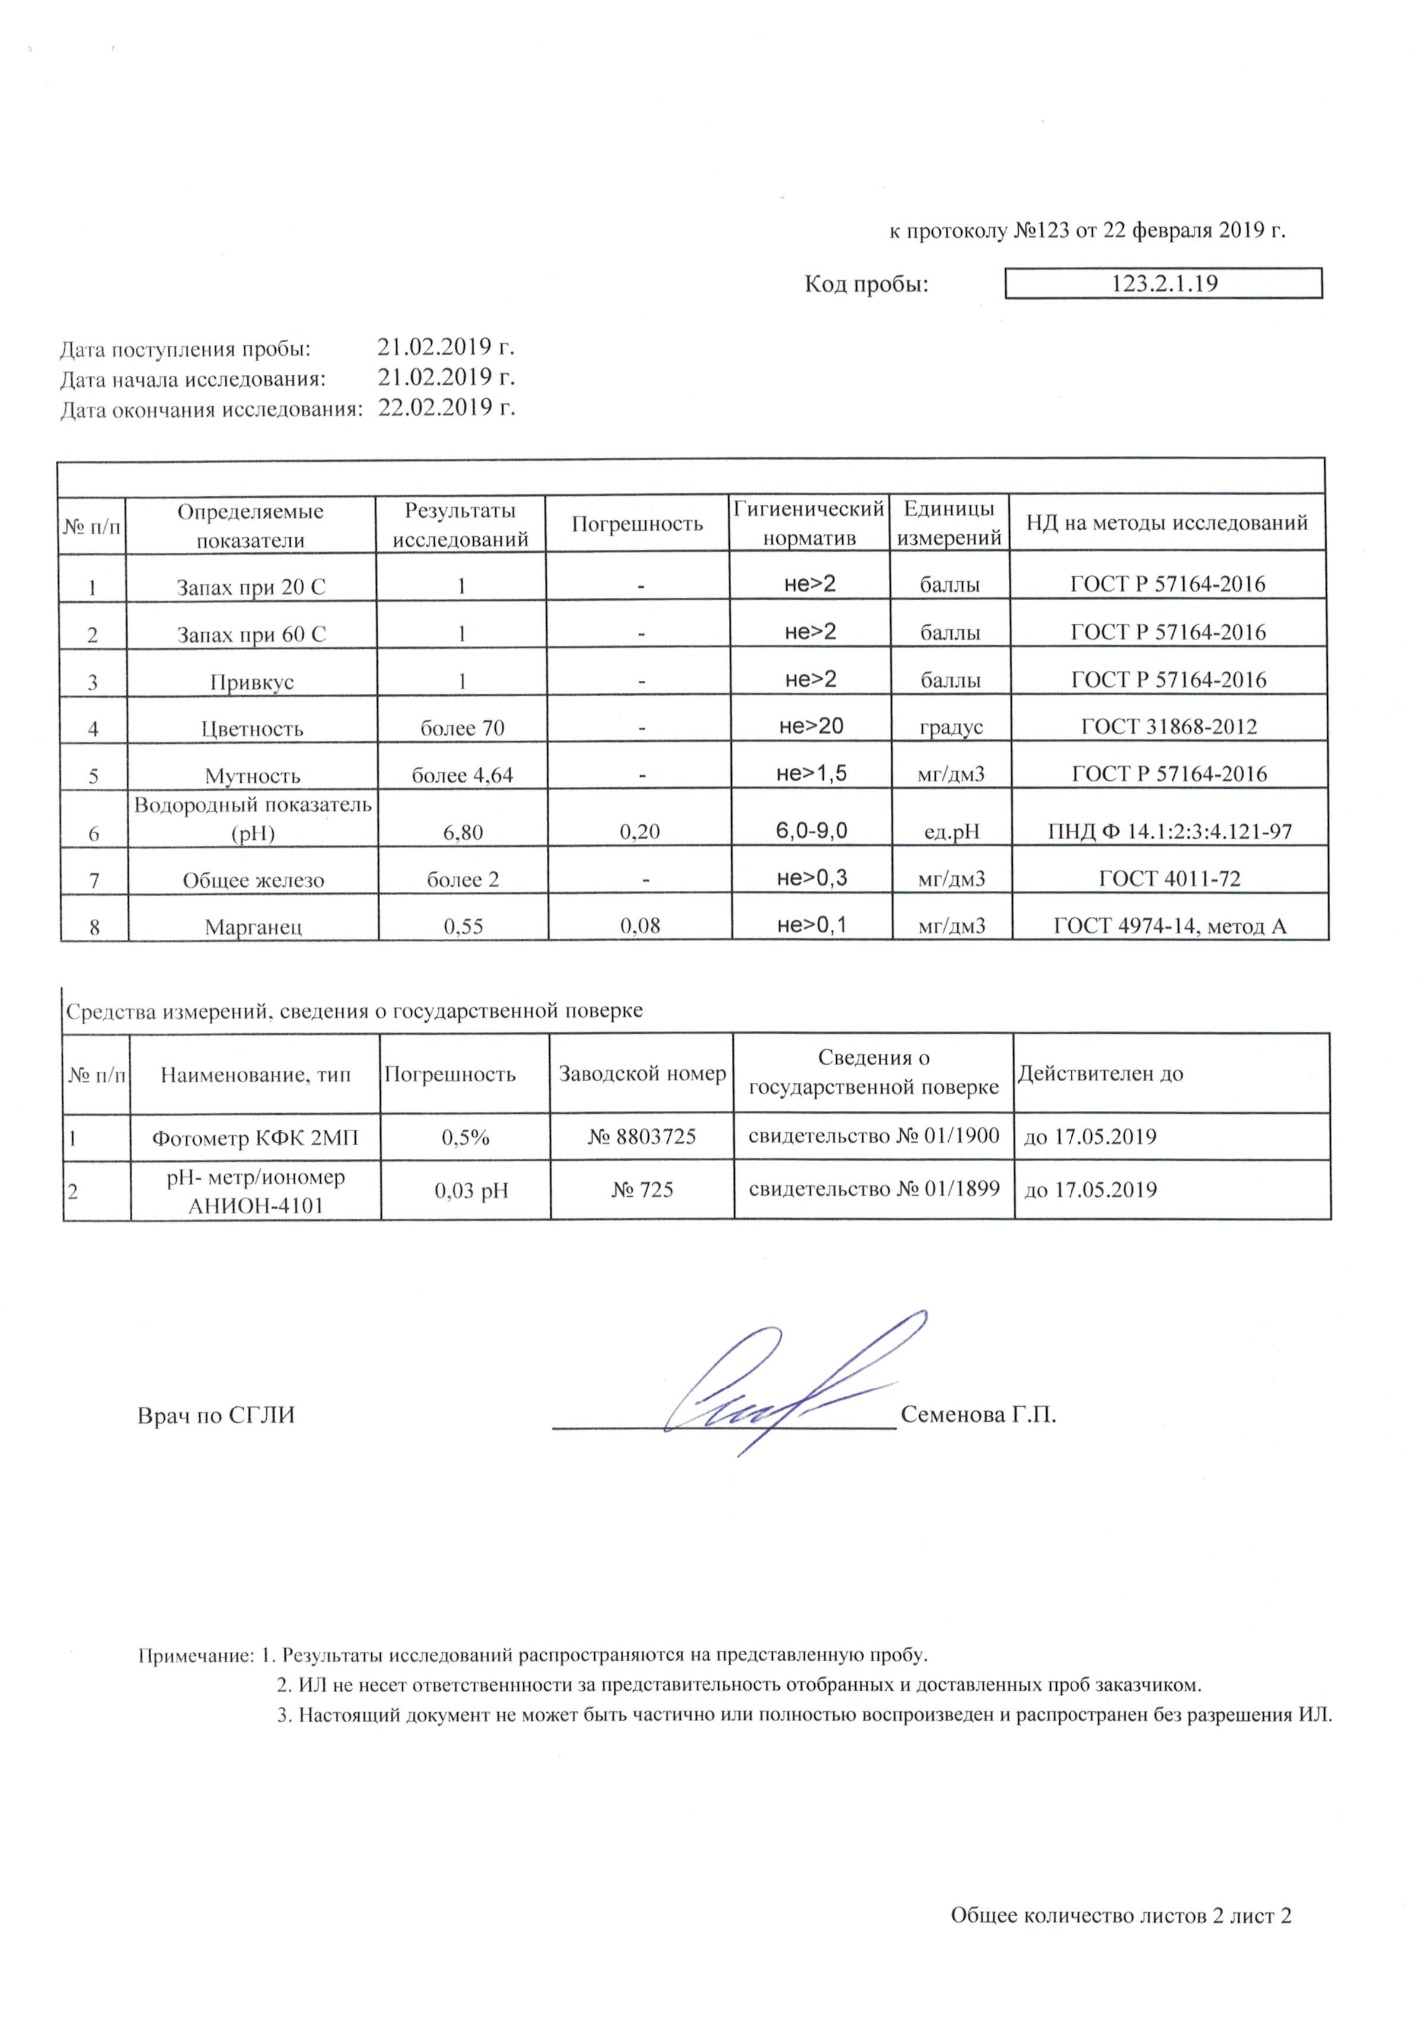 к протоколу №123 от 22 февраля 2019 г.
Код пробы: 123.2.1.19
Дата поступления пробы: 21.02.2019 г.
Дата начала исследования: 21.02.2019 г.
Дата окончания исследования: 22.02.2019 г.
№ п/п Определяемые показатели Результаты исследований Погрешность Гигиенический норматив Единицы измерений НД на методы исследований
1 Запах при 20 С 1 - не>2 баллы ГОСТ Р 57164-2016
2 Запах при 60 С 1 - не>2 баллы ГОСТ Р 57164-2016
3 Привкус 1 - не>2 баллы ГОСТ Р 57164-2016
4 Цветность более 70 - не>20 градус ГОСТ 31868-2012
5 Мутность более 4,64 - не>1,5 мг/дм3 ГОСТ Р 57164-2016
6 Водородный показатель (pH) 6,80 0,20 6,0-9,0 ед.pH ПНД Ф 14.1:2:3:4.121-97
7 Общее железо более 2 - не>0,3 мг/дм3 ГОСТ 4011-72
8 Марганец 0,55 0,08 не>0,1 мг/дм3 ГОСТ 4974-14, метод А
Средства измерений, сведения о государственной поверке
№ п/п Наименование, тип Погрешность Заводской номер Сведения о государственной поверке Действителен до
1 Фотометр КФК 2МП 0,5% № 8803725 свидетельство № 01/1900 до 17.05.2019
2 pH- метр/иономер АНИОН-4101 0,03 pH № 725 свидетельство № 01/1899 до 17.05.2019
Врач по СГЛИ Семенова Г.П.
Примечание: 1. Результаты исследований распространяются на представленную пробу.
2. ИЛ не несет ответственнности за представительность отобранных и доставленных проб заказчиком.
3. Настоящий документ не может быть частично или полностью воспроизведен и распространен без разрешения ИЛ.
Общее количество листов 2 лист 2